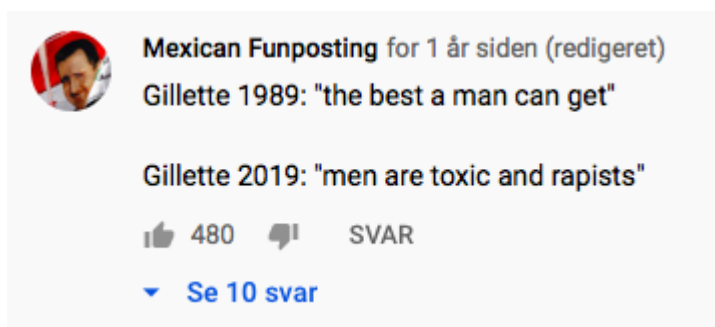 Mexican Funposting for 1 år siden (redigeret)
Gillette 1989: "the best a man can get"
Gillette 2019: "men are toxic and rapists"
480 SVAR
Se 10 svar